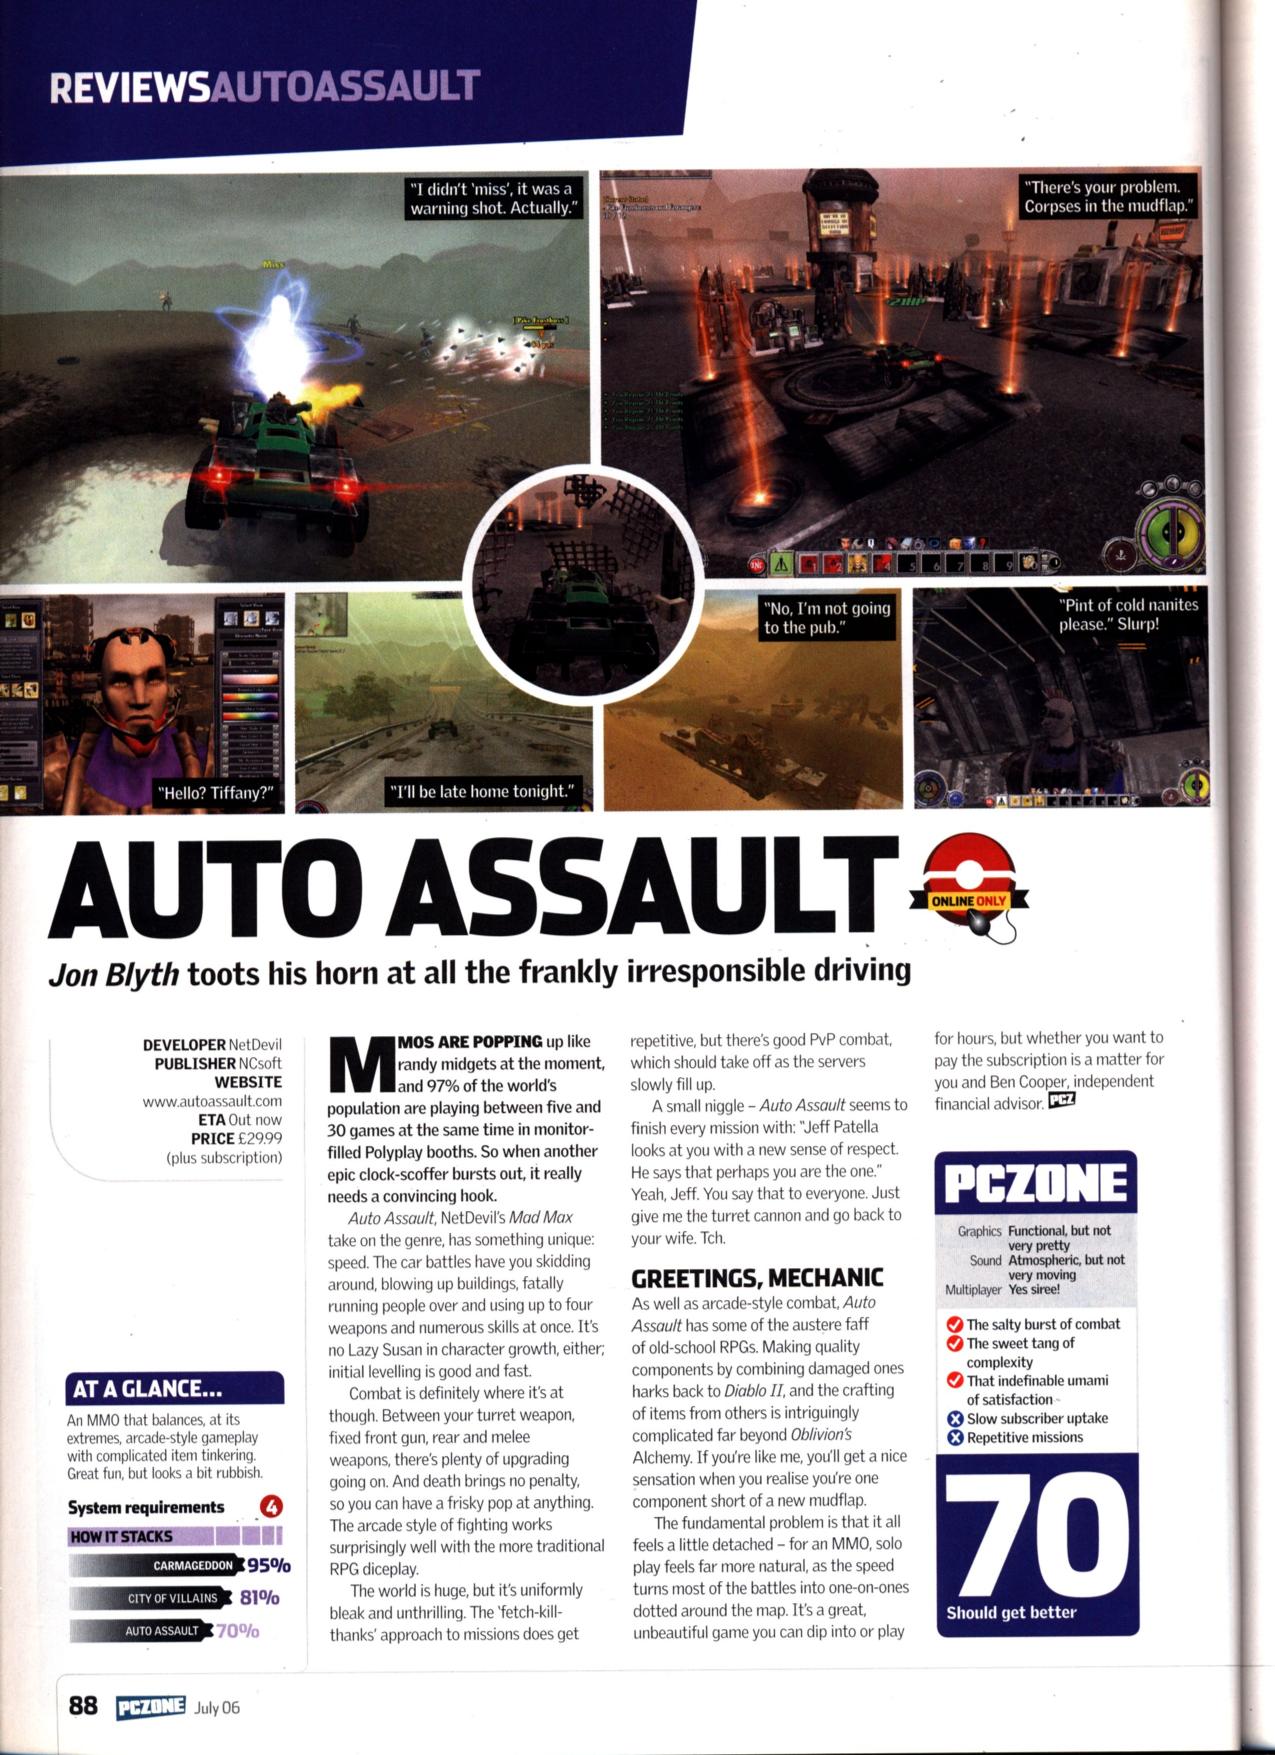 REVIEWSAUTOASSAULT
"I didn't 'miss', it was a
warning shot. Actually."
"There's your problem.
Corpses in the mudflap."
Miss
"No, I'm not going
to the pub."
"Pint of cold nanites
please." Slurp!
"Hello? Tiffany?"
"I'll be late home tonight."
AUTO ASSAULT
ONLINE ONLY
Jon Blyth toots his horn at all the frankly irresponsible driving
DEVELOPER NetDevil
PUBLISHER NCsoft
WEBSITE
www.autoassault.com
ETA Out now
PRICE £29.99
(plus subscription)
AT A GLANCE...
An MMO that balances, at its
extremes, arcade-style gameplay
with complicated item tinkering.
Great fun, but looks a bit rubbish.
System requirements 4
HOW IT STACKS
CARMAGEDDON 95%
CITY OF VILLAINS 81%
AUTO ASSAULT 70%
MMOS ARE POPPING up like
randy midgets at the moment,
and 97% of the world's
population are playing between five and
30 games at the same time in monitor-
filled Polyplay booths. So when another
epic clock-scoffer bursts out, it really
needs a convincing hook.
Auto Assault, NetDevil's Mad Max
take on the genre, has something unique:
speed. The car battles have you skidding
around, blowing up buildings, fatally
running people over and using up to four
weapons and numerous skills at once. It's
no Lazy Susan in character growth, either;
initial levelling is good and fast.
Combat is definitely where it's at
though. Between your turret weapon,
fixed front gun, rear and melee
weapons, there's plenty of upgrading
going on. And death brings no penalty,
so you can have a frisky pop at anything.
The arcade style of fighting works
surprisingly well with the more traditional
RPG diceplay.
The world is huge, but it's uniformly
bleak and unthrilling. The 'fetch-kill-
thanks' approach to missions does get
repetitive, but there's good PvP combat,
which should take off as the servers
slowly fill up.
A small niggle – Auto Assault seems to
finish every mission with: "Jeff Patella
looks at you with a new sense of respect.
He says that perhaps you are the one."
Yeah, Jeff. You say that to everyone. Just
give me the turret cannon and go back to
your wife. Tch.
GREETINGS, MECHANIC
As well as arcade-style combat, Auto
Assault has some of the austere faff
of old-school RPGs. Making quality
components by combining damaged ones
harks back to Diablo II, and the crafting
of items from others is intriguingly
complicated far beyond Oblivion's
Alchemy. If you're like me, you'll get a nice
sensation when you realise you're one
component short of a new mudflap.
The fundamental problem is that it all
feels a little detached – for an MMO, solo
play feels far more natural, as the speed
turns most of the battles into one-on-ones
dotted around the map. It's a great,
unbeautiful game you can dip into or play
for hours, but whether you want to
pay the subscription is a matter for
you and Ben Cooper, independent
financial advisor. PCZ
PCZONE
Graphics Functional, but not
very pretty
Sound Atmospheric, but not
very moving
Multiplayer Yes siree!
The salty burst of combat
The sweet tang of
complexity
That indefinable umami
of satisfaction
Slow subscriber uptake
Repetitive missions
70
Should get better
88 PCZONE July 06